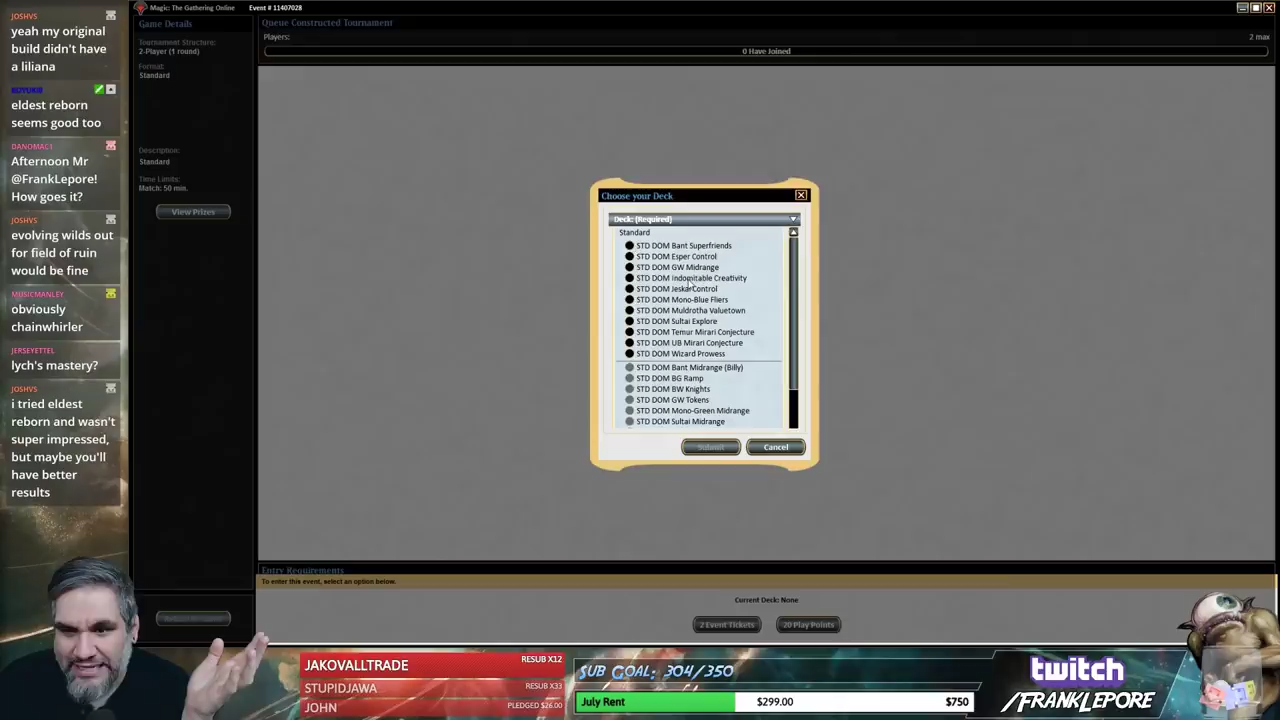 Magic: The Gathering Online
Event # 11407028
JOSHVS
yeah my original
build didn't have
a liliana
eldest reborn
seems good too
DANOMAC1
Afternoon Mr
@FrankLepore!
How goes it?
JOSHVS
evolving wilds out
of field of ruin
would be fine
MUSICMANLEY
obviously
chainwhirler
JERSEYETTEL
lych's mastery?
JOSHVS
i tried eldest
reborn and wasn't
super impressed,
but maybe you'll
have better
results
Game Details
Tournament Structure:
2-Player (1 round)
Format:
Standard
Description:
Standard
Time Limits:
Match: 50 min.
View Prizes
Queue Constructed Tournament
Players:
2 max
0 Have Joined
Choose your Deck
Deck: (Required)
Standard
STD DOM Bant Superfriends
STD DOM Esper Control
STD DOM GW Midrange
STD DOM Indomitable Creativity
STD DOM Jeskai Control
STD DOM Mono-Blue Fliers
STD DOM Muldrotha Valuetown
STD DOM Sultai Explore
STD DOM Temur Mirari Conjecture
STD DOM UB Mirari Conjecture
STD DOM Wizard Prowess
STD DOM Bant Midrange (Billy)
STD DOM BG Ramp
STD DOM BW Knights
STD DOM GW Tokens
STD DOM Mono-Green Midrange
STD DOM Sultai Midrange
Submit
Cancel
Entry Requirements
To enter this event, select an option below.
Current Deck: None
2 Event Tickets
20 Play Points
JAKOVALLTRADE
RESUB X12
STUPIDJAWA
RESUB X33
JOHN
PLEDGED $26.00
SUB GOAL: 304/350
July Rent
$299.00
$750
twitch
/FRANKLEPORE